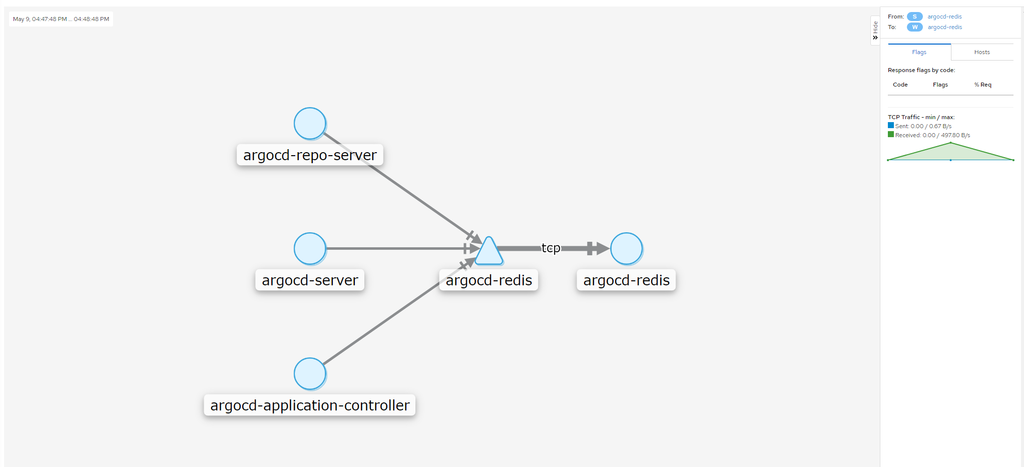 May 9, 04:47:48 PM ... 04:48:48 PM
argocd-repo-server
argocd-server
argocd-redis
tcp
argocd-redis
argocd-application-controller
Hide
From: S argocd-redis
To: W argocd-redis
Flags Hosts
Response flags by code:
Code Flags % Req
TCP Traffic - min / max:
Sent: 0.00 / 0.67 B/s
Received: 0.00 / 497.80 B/s